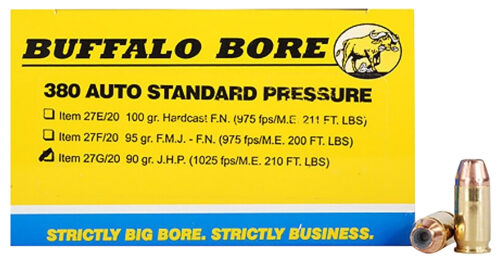 BUFFALO BORE
380 AUTO STANDARD PRESSURE
Item 27E/20 100 gr. Hardcast F.N. (975 fps/M.E. 211 FT. LBS)
Item 27F/20 95 gr. F.M.J. - F.N. (975 fps/M.E. 200 FT. LBS)
Item 27G/20 90 gr. J.H.P. (1025 fps/M.E. 210 FT. LBS)
STRICTLY BIG BORE. STRICTLY BUSINESS.